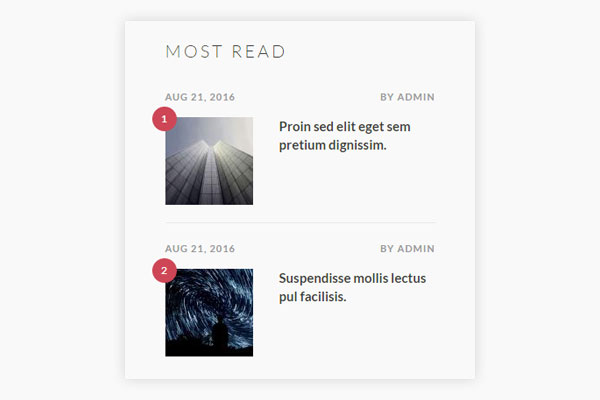 MOST READ
AUG 21, 2016 BY ADMIN
1
Proin sed elit eget sem
pretium dignissim.
AUG 21, 2016 BY ADMIN
2
Suspendisse mollis lectus
pul facilisis.